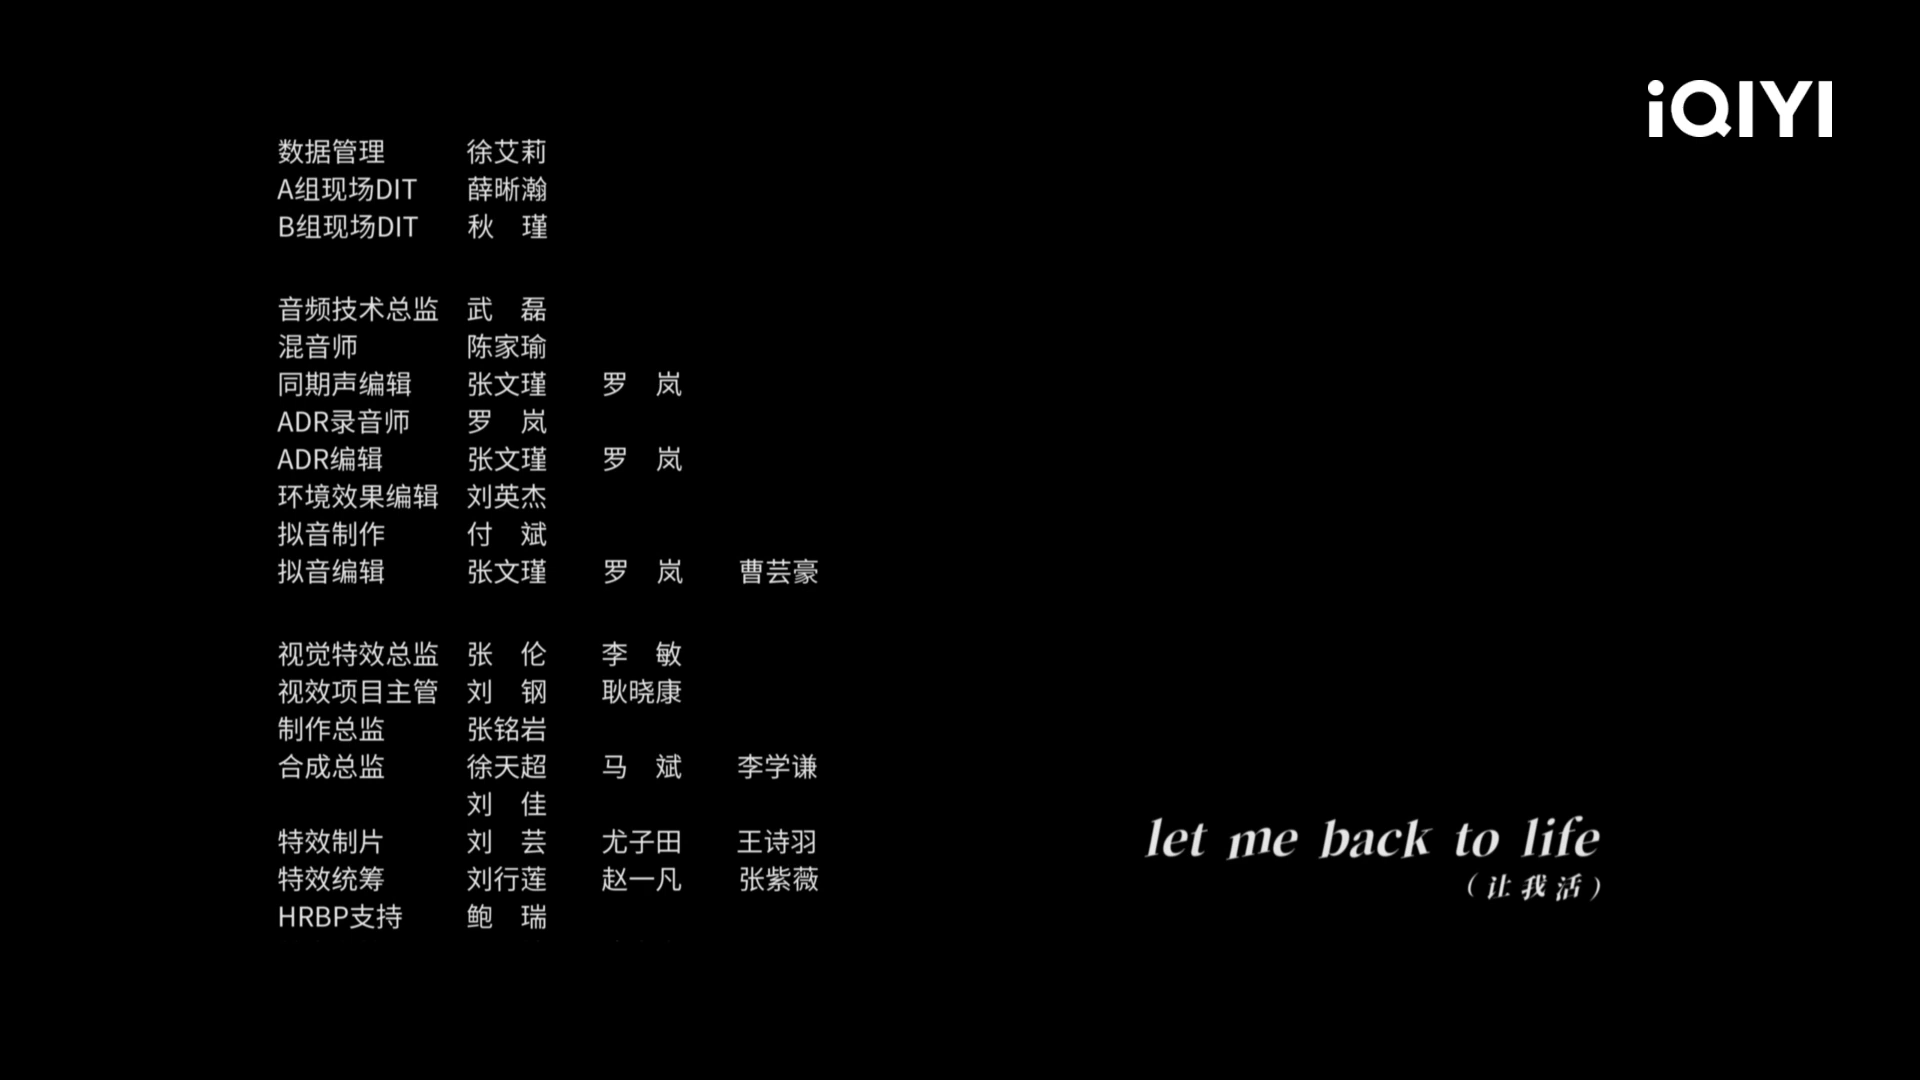 iQIYI
数据管理 徐艾莉
A组现场DIT 薛晰瀚
B组现场DIT 秋 瑾
音频技术总监 武 磊
混音师 陈家瑜
同期声编辑 张文瑾 罗 岚
ADR录音师 罗 岚
ADR编辑 张文瑾 罗 岚
环境效果编辑 刘英杰
拟音制作 付 斌
拟音编辑 张文瑾 罗 岚 曹芸豪
视觉特效总监 张 伦 李 敏
视效项目主管 刘 钢 耿晓康
制作总监 张铭岩
合成总监 徐天超 马 斌 李学谦
刘 佳
特效制片 刘 芸 尤子田 王诗羽
特效统筹 刘行莲 赵一凡 张紫薇
HRBP支持 鲍 瑞
let me back to life
（让我活）